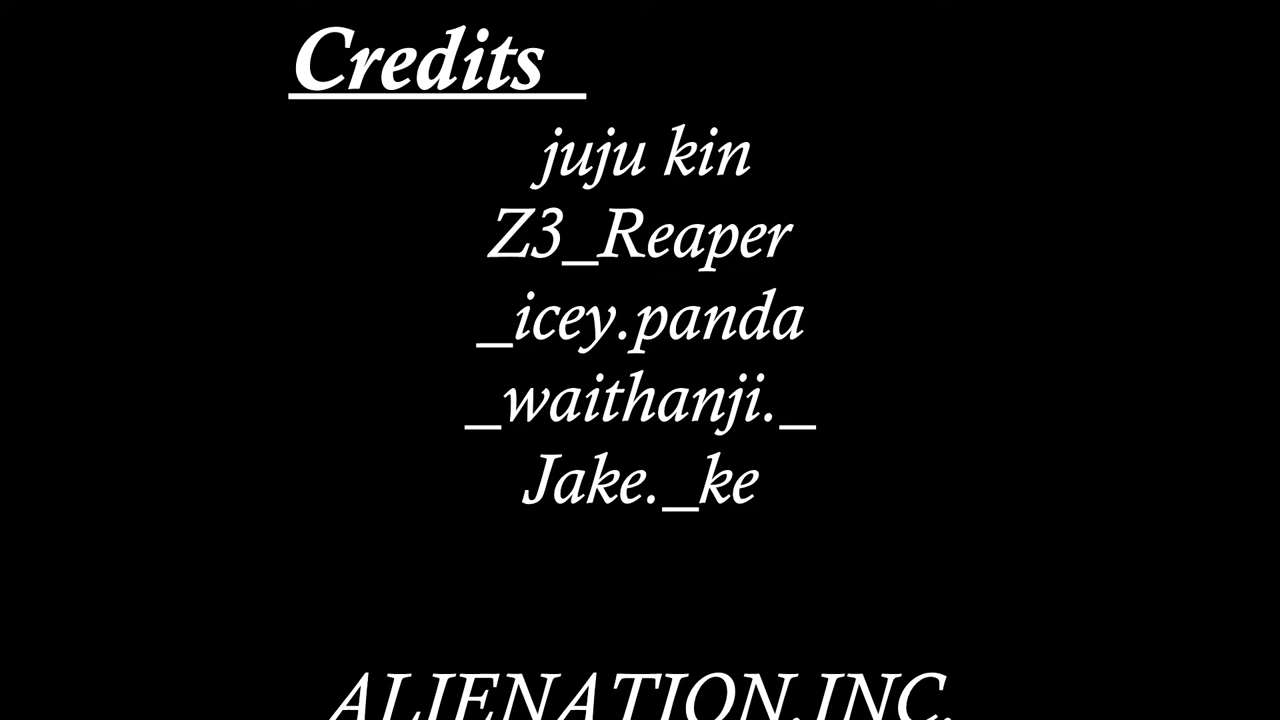 Credits
juju kin
Z3_Reaper
_icey.panda
_waithanji._
Jake._ke
ALIENATION.INC.